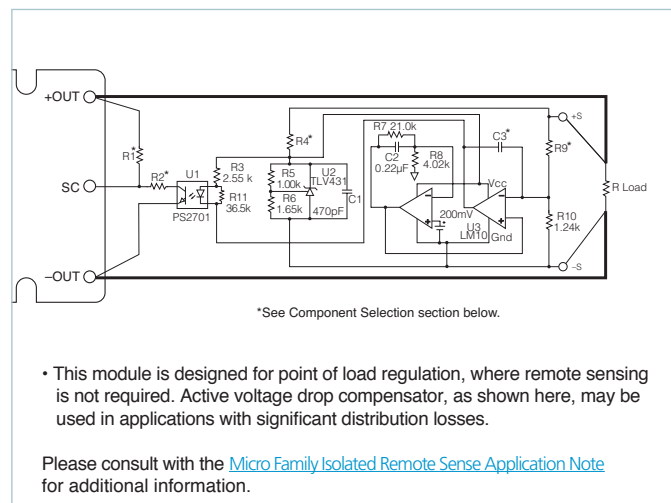 +OUT
SC
–OUT
R1*
R2*
U1
PS2701
R3
2.55 k
R11
36.5k
R4*
R5
1.00k
R6
1.65k
U2
TLV431
470pF
C1
R7 21.0k
C2
0.22µF
R8
4.02k
Vcc
200mV
U3
LM10
Gnd
C3*
R9*
R10
1.24k
+S
–S
R Load
*See Component Selection section below.
• This module is designed for point of load regulation, where remote sensing
is not required. Active voltage drop compensator, as shown here, may be
used in applications with significant distribution losses.
Please consult with the Micro Family Isolated Remote Sense Application Note
for additional information.